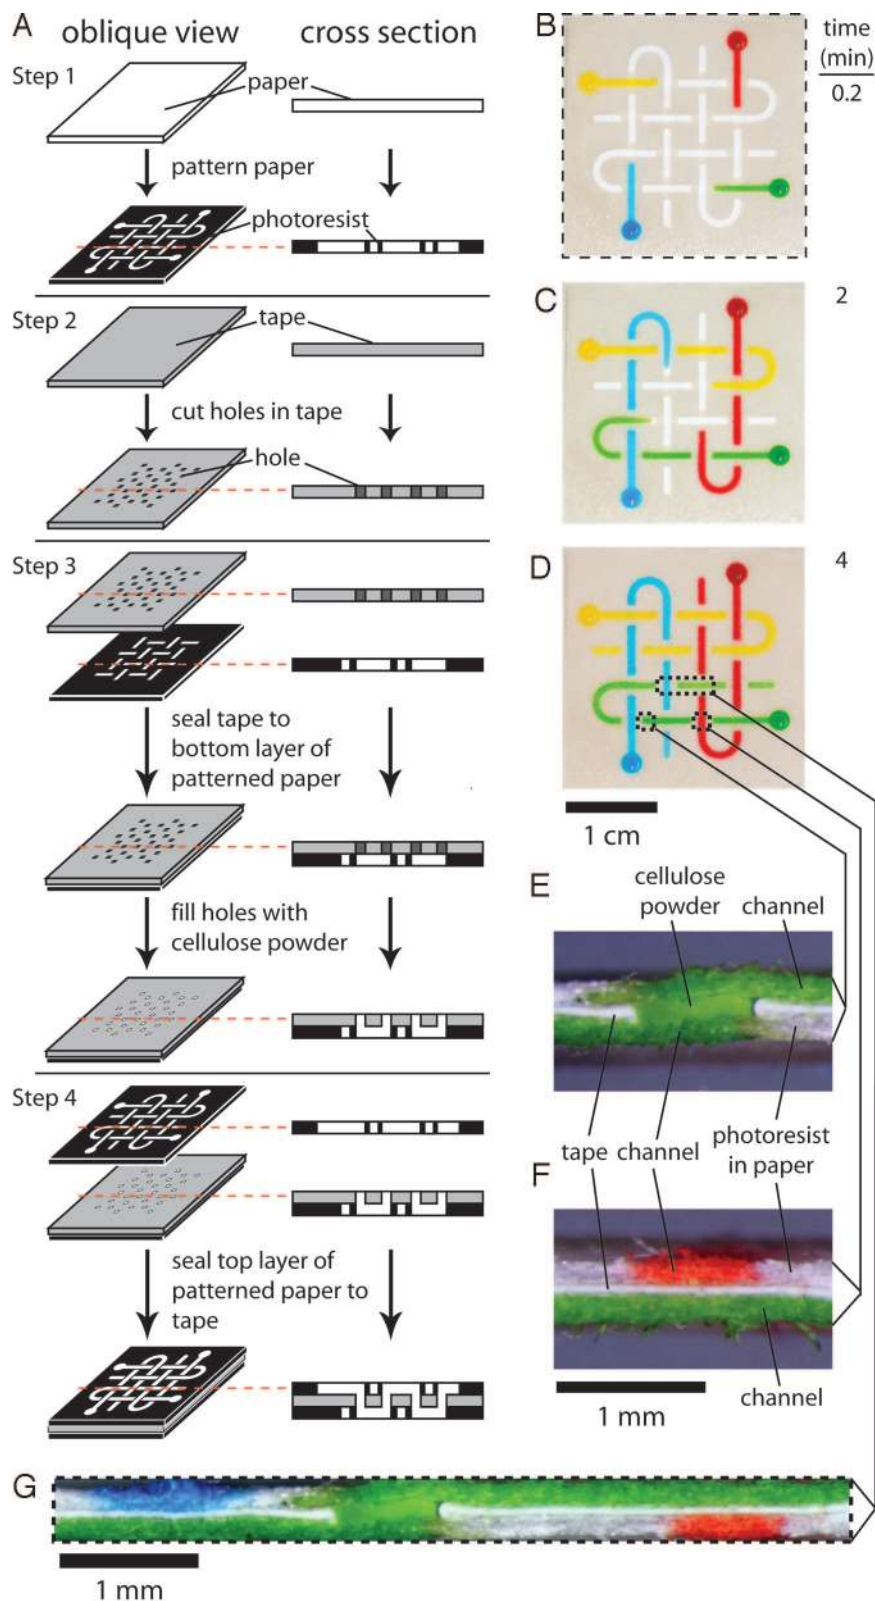 A
oblique view
cross section
Step 1
paper
pattern paper
photoresist
Step 2
tape
cut holes in tape
hole
Step 3
seal tape to
bottom layer of
patterned paper
fill holes with
cellulose powder
Step 4
seal top layer of
patterned paper to
tape
B
time
(min)
0.2
C
2
D
4
1 cm
E
cellulose
powder
channel
tape
channel
photoresist
in paper
F
channel
1 mm
G
1 mm